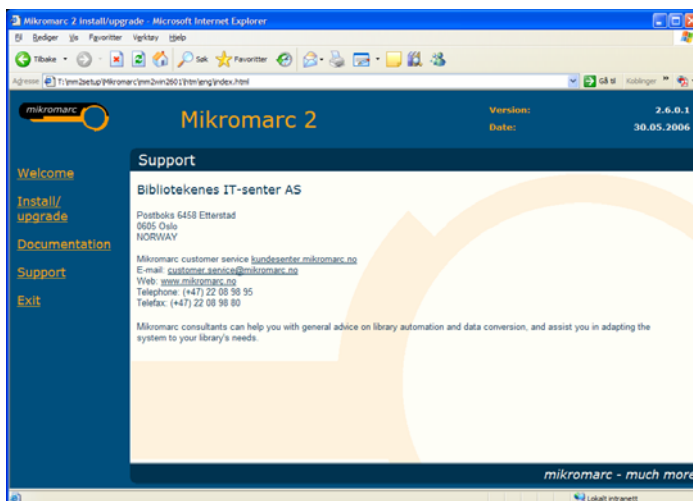 Mikromarc 2 install/upgrade - Microsoft Internet Explorer
Fil Rediger Vis Favoritter Verktøy Hjelp
Tilbake Søk Favoritter
Adresse T:\mm2setup\Mikromarc\mm2win2601\htm\eng\index.html Gå til Koblinger »
mikromarc
Mikromarc 2
Version: 2.6.0.1
Date: 30.05.2006
Welcome
Install/
upgrade
Documentation
Support
Exit
Support
Bibliotekenes IT-senter AS
Postboks 6458 Etterstad
0605 Oslo
NORWAY
Mikromarc customer service kundesenter.mikromarc.no
E-mail: customer.service@mikromarc.no
Web: www.mikromarc.no
Telephone: (+47) 22 08 98 95
Telefax: (+47) 22 08 98 80
Mikromarc consultants can help you with general advice on library automation and data conversion, and assist you in adapting the
system to your library's needs.
mikromarc - much more
Lokalt intranett